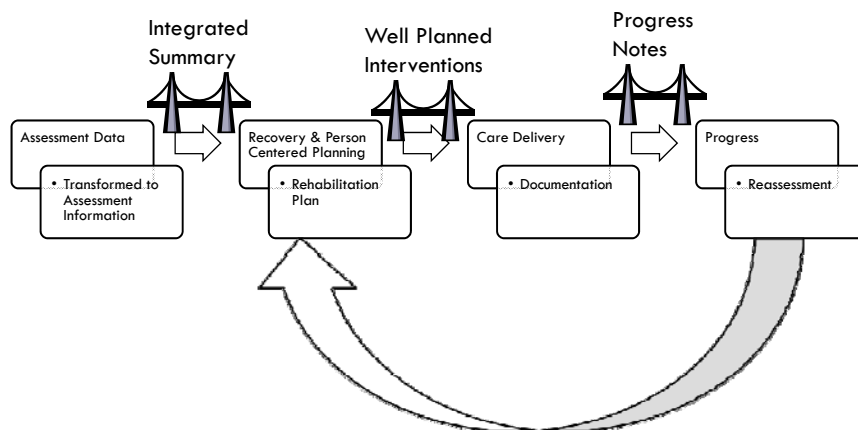 Integrated
Summary
Well Planned
Interventions
Progress
Notes
Assessment Data
• Transformed to
Assessment
Information
Recovery & Person
Centered Planning
• Rehabilitation
Plan
Care Delivery
• Documentation
Progress
• Reassessment